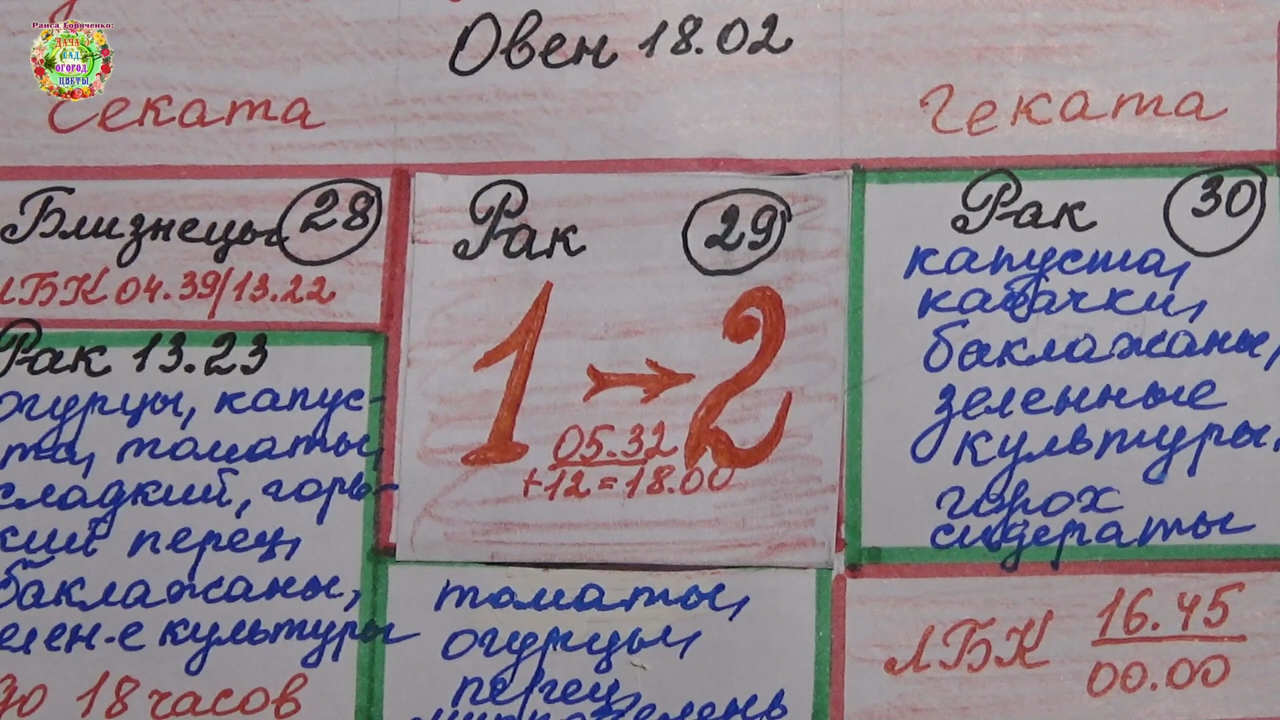 Раиса Горяченко:
ДАЧА
САД
ОГОРОД
ЦВЕТЫ
Овен 18.02
Геката
Геката
Близнецы 28
ЛБК 04.39/13.22
Рак 13.23
огурцы, капус-
та, томаты,
сладкий, горь-
кий перец,
баклажаны,
зелен-е культуры
до 18 часов
Рак 29
1 → 2
05.32
+12=18.00
томаты,
огурцы,
перец,
Рак 30
капуста,
кабачки,
баклажаны,
зеленные
культуры,
горох
сидераты
ЛБК 16.45
00.00